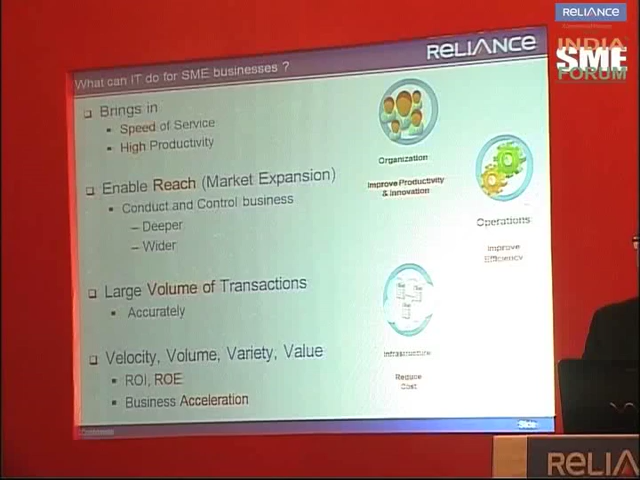 RELIANCE
INDIA
SME
FORUM
RELIANCE
What can IT do for SME businesses ?
Brings in
Speed of Service
High Productivity
Enable Reach (Market Expansion)
Conduct and Control business
– Deeper
– Wider
Large Volume of Transactions
Accurately
Velocity, Volume, Variety, Value
ROI, ROE
Business Acceleration
Organization
Improve Productivity
& Innovation
Operations
Improve
Efficiency
Infrastructure
Reduce
Cost
Slide
RELIA